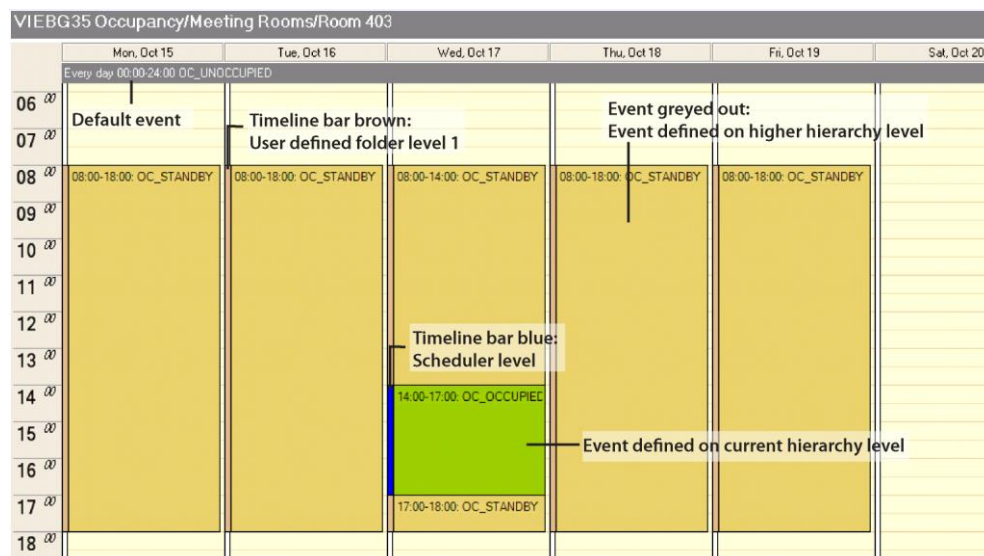 VIEBG35 Occupancy/Meeting Rooms/Room 403
Mon, Oct 15 Tue, Oct 16 Wed, Oct 17 Thu, Oct 18 Fri, Oct 19 Sat, Oct 20
Every day 00:00-24:00 OC_UNOCCUPIED
06 00
Default event
Timeline bar brown:
User defined folder level 1
Event greyed out:
Event defined on higher hierarchy level
07 00
08 00
08:00-18:00: OC_STANDBY 08:00-18:00: OC_STANDBY 08:00-14:00: OC_STANDBY 08:00-18:00: OC_STANDBY 08:00-18:00: OC_STANDBY
09 00
10 00
11 00
12 00
Timeline bar blue:
Scheduler level
13 00
14 00
14:00-17:00: OC_OCCUPIED
15 00
Event defined on current hierarchy level
16 00
17 00
17:00-18:00: OC_STANDBY
18 00